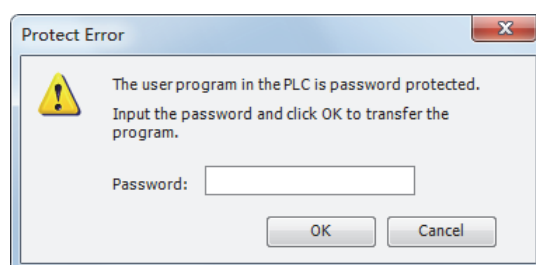 Protect Error
The user program in the PLC is password protected.
Input the password and click OK to transfer the
program.
Password:
OK Cancel